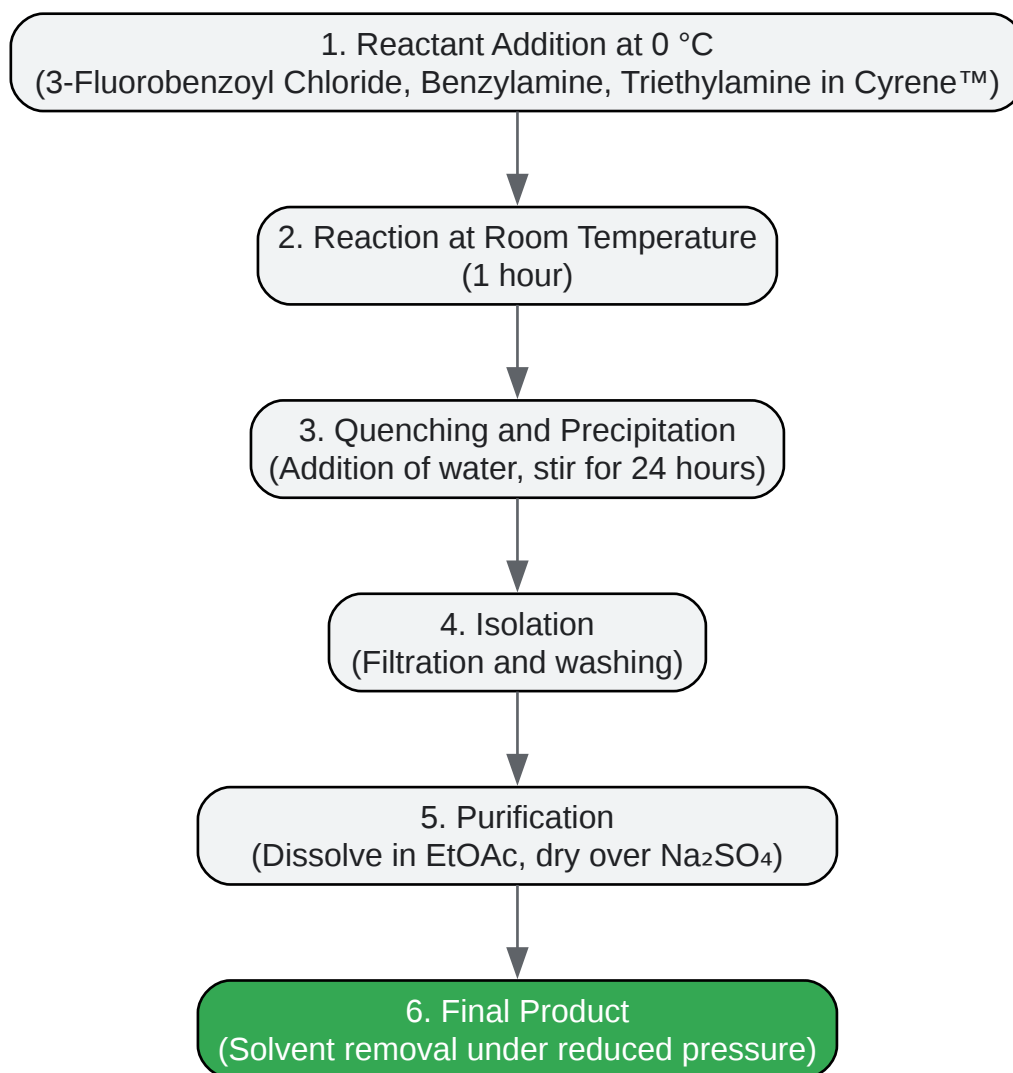 1. Reactant Addition at 0 °C
(3-Fluorobenzoyl Chloride, Benzylamine, Triethylamine in Cyrene™)
2. Reaction at Room Temperature
(1 hour)
3. Quenching and Precipitation
(Addition of water, stir for 24 hours)
4. Isolation
(Filtration and washing)
5. Purification
(Dissolve in EtOAc, dry over Na₂SO₄)
6. Final Product
(Solvent removal under reduced pressure)